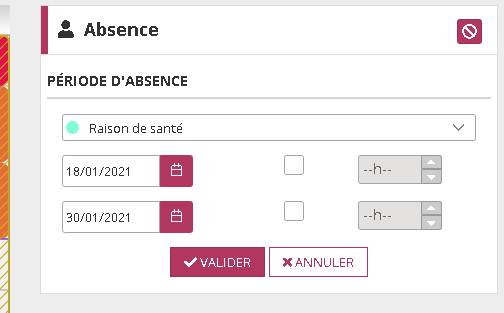 Absence
PÉRIODE D'ABSENCE
Raison de santé
18/01/2021
--h--
30/01/2021
--h--
VALIDER ANNULER